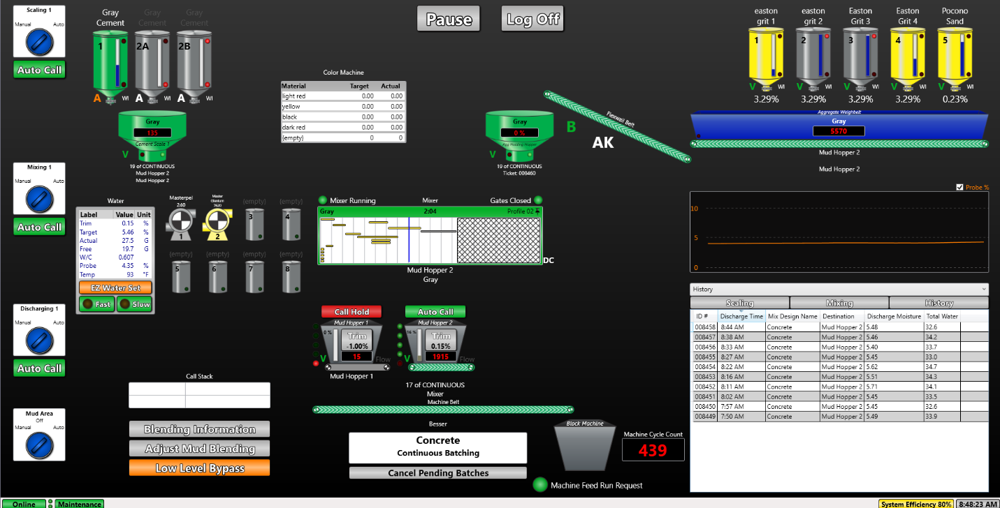 Scaling 1
Manual Auto
Auto Call
Gray Cement
Gray Cement
Gray Cement
1 2A 2B
A WI A WI A WI
Pause
Log Off
easton grit 1
easton grit 2
Easton Grit 3
Easton Grit 4
Pocono Sand
1 2 3 4 5
V WI V WI V WI V WI V WI
3.29% 3.29% 3.29% 3.29% 0.23%
Color Machine
Material Target Actual
light red 0.00 0.00
yellow 0.00 0.00
black 0.00 0.00
dark red 0.00 0.00
(empty) 0 0
Gray
135
Cement Scale 1
V
19 of CONTINUOUS
Mud Hopper 2
Mud Hopper 2
Gray
0 %
Agg Holding Hopper
V
19 of CONTINUOUS
Ticket: 008460
B
AK
Flexwall Belt
Aggregate Weighbelt
Gray
5570
Mud Hopper 2
Mud Hopper 2
Mixing 1
Manual Auto
Auto Call
Water
Label Value Unit
Trim 0.15 %
Target 5.46 %
Actual 27.5 G
Free 19.7 G
W/C 0.607
Probe 4.35 %
Temp 93 °F
EZ Water Set
Fast Slow
Masterpel 240
1
Master Glenium 7620
2
(empty) 3
(empty) 4
(empty) 5
(empty) 6
(empty) 7
(empty) 8
Mixer Running Mixer Gates Closed
Gray 2:04 Profile 02
DC
Mud Hopper 2
Gray
Probe %
10
5
0
Discharging 1
Manual Auto
Auto Call
Call Hold
Mud Hopper 1
0 %
Trim
-1.00%
15
V Flow
Mud Hopper 1
Auto Call
Mud Hopper 2
16 %
Trim
0.15%
1915
V Flow
17 of CONTINUOUS
Mixer
Machine Belt
History
Scaling Mixing History
ID # Discharge Time Mix Design Name Destination Discharge Moisture Total Water
008458 8:44 AM Concrete Mud Hopper 2 5.48 32.6
008457 8:38 AM Concrete Mud Hopper 2 5.46 34.2
008456 8:33 AM Concrete Mud Hopper 2 5.40 33.7
008455 8:27 AM Concrete Mud Hopper 2 5.45 33.0
008454 8:22 AM Concrete Mud Hopper 2 5.62 34.7
008453 8:16 AM Concrete Mud Hopper 2 5.51 34.3
008452 8:11 AM Concrete Mud Hopper 2 5.71 34.1
008451 8:02 AM Concrete Mud Hopper 2 5.45 33.5
008450 7:57 AM Concrete Mud Hopper 2 5.45 32.6
008449 7:50 AM Concrete Mud Hopper 2 5.49 33.9
Call Stack
Mud Area
Off
Manual Auto
Blending Information
Adjust Mud Blending
Low Level Bypass
Besser
Concrete
Continuous Batching
Cancel Pending Batches
Block Machine
Machine Cycle Count
439
Machine Feed Run Request
Online
Maintenance
System Efficiency 80%
8:48:23 AM